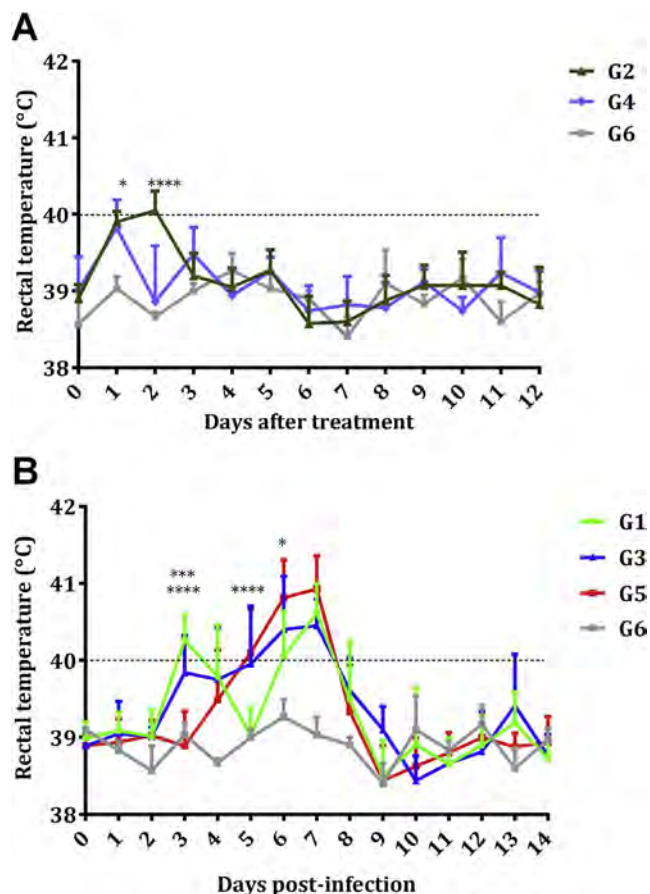 A
42
41
40
39
38
Rectal temperature (°C)
* ****
0 1 2 3 4 5 6 7 8 9 10 11 12
Days after treatment
G2
G4
G6
B
42
41
40
39
38
Rectal temperature (°C)
*
*** 
**** ****
0 1 2 3 4 5 6 7 8 9 10 11 12 13 14
Days post-infection
G1
G3
G5
G6